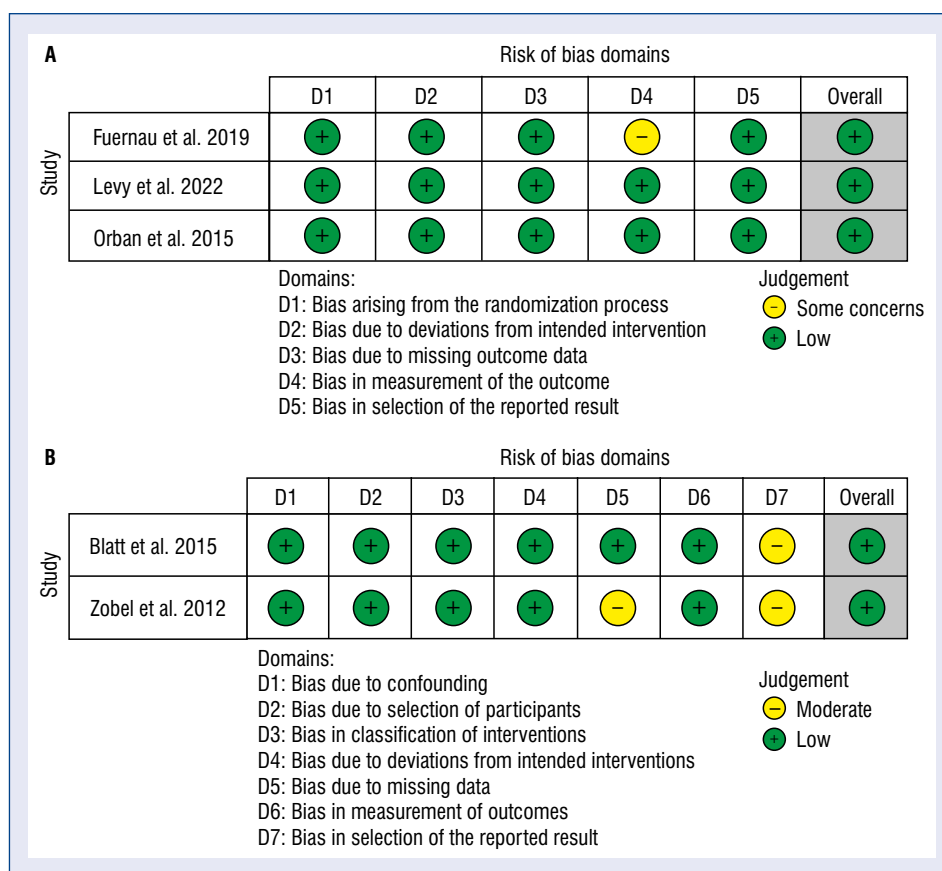 A
Risk of bias domains
D1 D2 D3 D4 D5 Overall
Study
Fuernau et al. 2019 + + + – + +
Levy et al. 2022 + + + + + +
Orban et al. 2015 + + + + + +
Domains:
D1: Bias arising from the randomization process
D2: Bias due to deviations from intended intervention
D3: Bias due to missing outcome data
D4: Bias in measurement of the outcome
D5: Bias in selection of the reported result
Judgement
– Some concerns
+ Low
B
Risk of bias domains
D1 D2 D3 D4 D5 D6 D7 Overall
Study
Blatt et al. 2015 + + + + + + – +
Zobel et al. 2012 + + + + – + – +
Domains:
D1: Bias due to confounding
D2: Bias due to selection of participants
D3: Bias in classification of interventions
D4: Bias due to deviations from intended interventions
D5: Bias due to missing data
D6: Bias in measurement of outcomes
D7: Bias in selection of the reported result
Judgement
– Moderate
+ Low